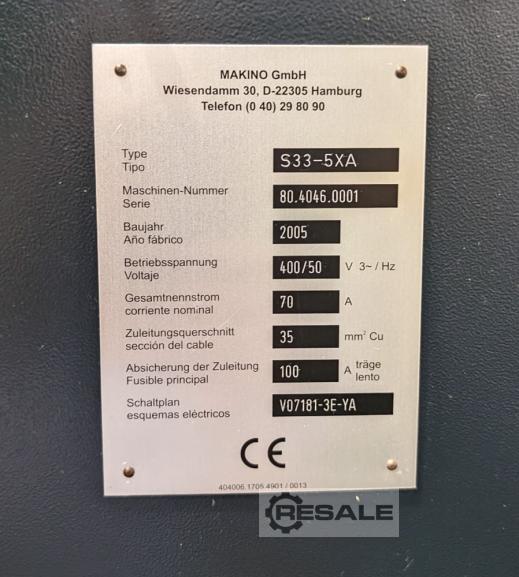 MAKINO GmbH
Wiesendamm 30, D-22305 Hamburg
Telefon (0 40) 29 80 90
Type
Tipo
S33-5XA
Maschinen-Nummer
Serie
80.4046.0001
Baujahr
Año fábrico
2005
Betriebsspannung
Voltaje
400/50 V 3~ / Hz
Gesamtnennstrom
corriente nominal
70 A
Zuleitungsquerschnitt
sección del cable
35 mm² Cu
Absicherung der Zuleitung
Fusible principal
100 A träge
lento
Schaltplan
esquemas eléctricos
V07181-3E-YA
CE
404006.1705.4901 / 0013
RESALE